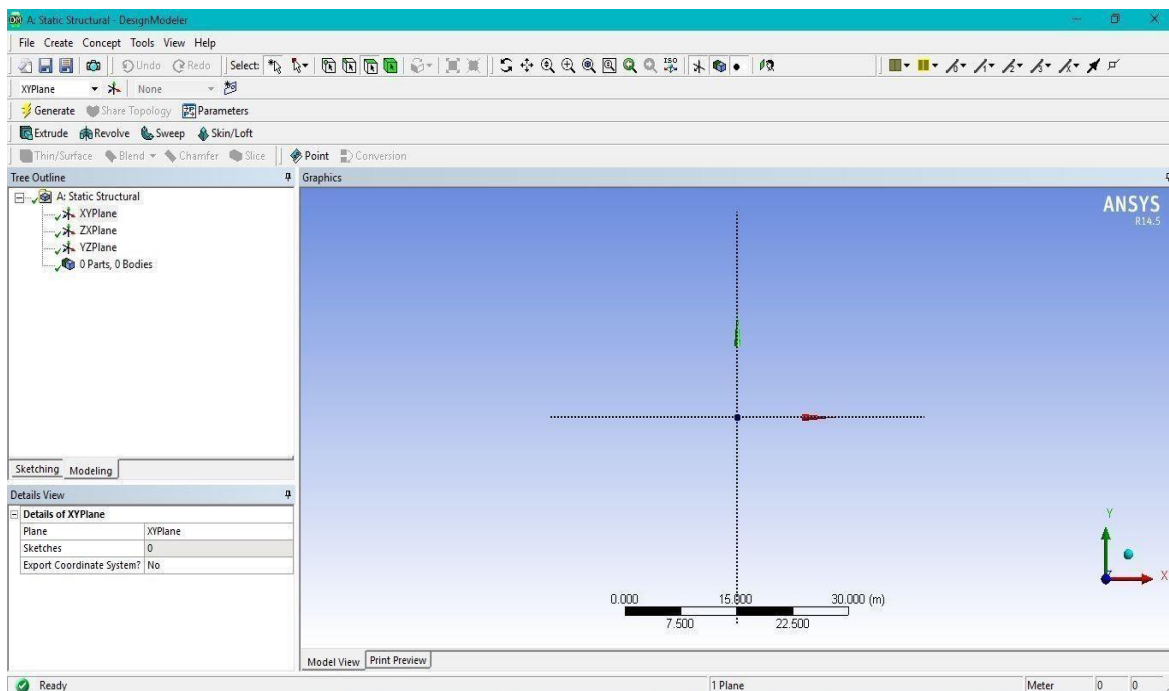 A: Static Structural - DesignModeler
File Create Concept Tools View Help
Undo Redo Select: ISO
XYPlane None
Generate Share Topology Parameters
Extrude Revolve Sweep Skin/Loft
Thin/Surface Blend Chamfer Slice Point Conversion
Tree Outline
A: Static Structural
XYPlane
ZXPlane
YZPlane
0 Parts, 0 Bodies
Sketching Modeling
Details View
Details of XYPlane
Plane XYPlane
Sketches 0
Export Coordinate System? No
Graphics
ANSYS
R14.5
Y
X
0.000 15.000 30.000 (m)
7.500 22.500
Model View Print Preview
Ready 1 Plane Meter 0 0